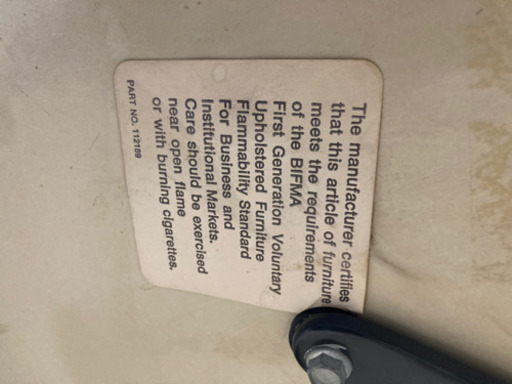 The manufacturer certifies
that this article of furniture
meets the requirements
of the BIFMA
First Generation Voluntary
Upholstered Furniture
Flammability Standard
For Business and
Institutional Markets.
Care should be exercised
near open flame
or with burning cigarettes.
PART NO. 112189